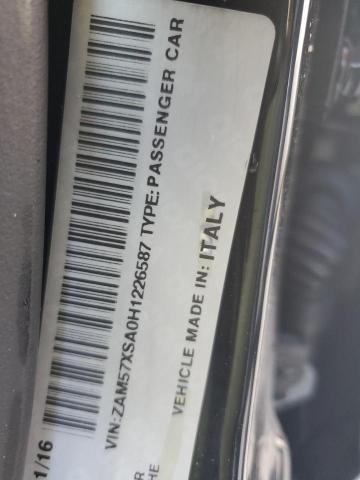 1/16
VIN:ZAM57XSA0H1226587 TYPE:PASSENGER CAR
VEHICLE MADE IN: ITALY